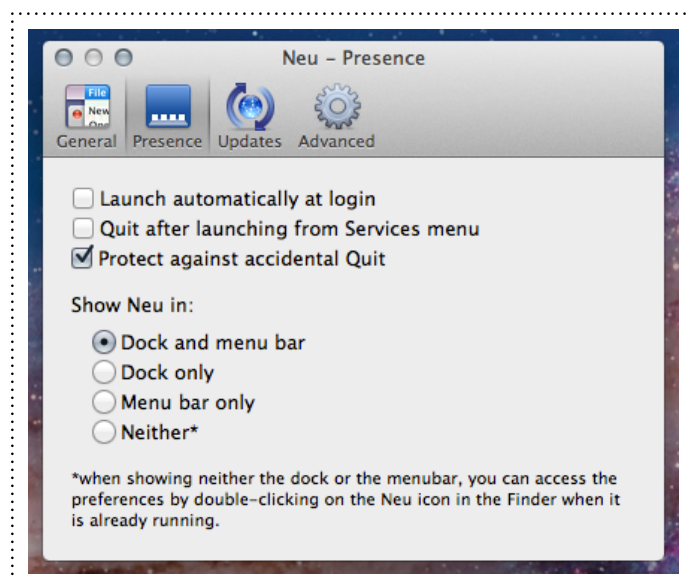 Neu – Presence
File
New
General Presence Updates Advanced
Launch automatically at login
Quit after launching from Services menu
Protect against accidental Quit
Show Neu in:
Dock and menu bar
Dock only
Menu bar only
Neither*
*when showing neither the dock or the menubar, you can access the
preferences by double-clicking on the Neu icon in the Finder when it
is already running.